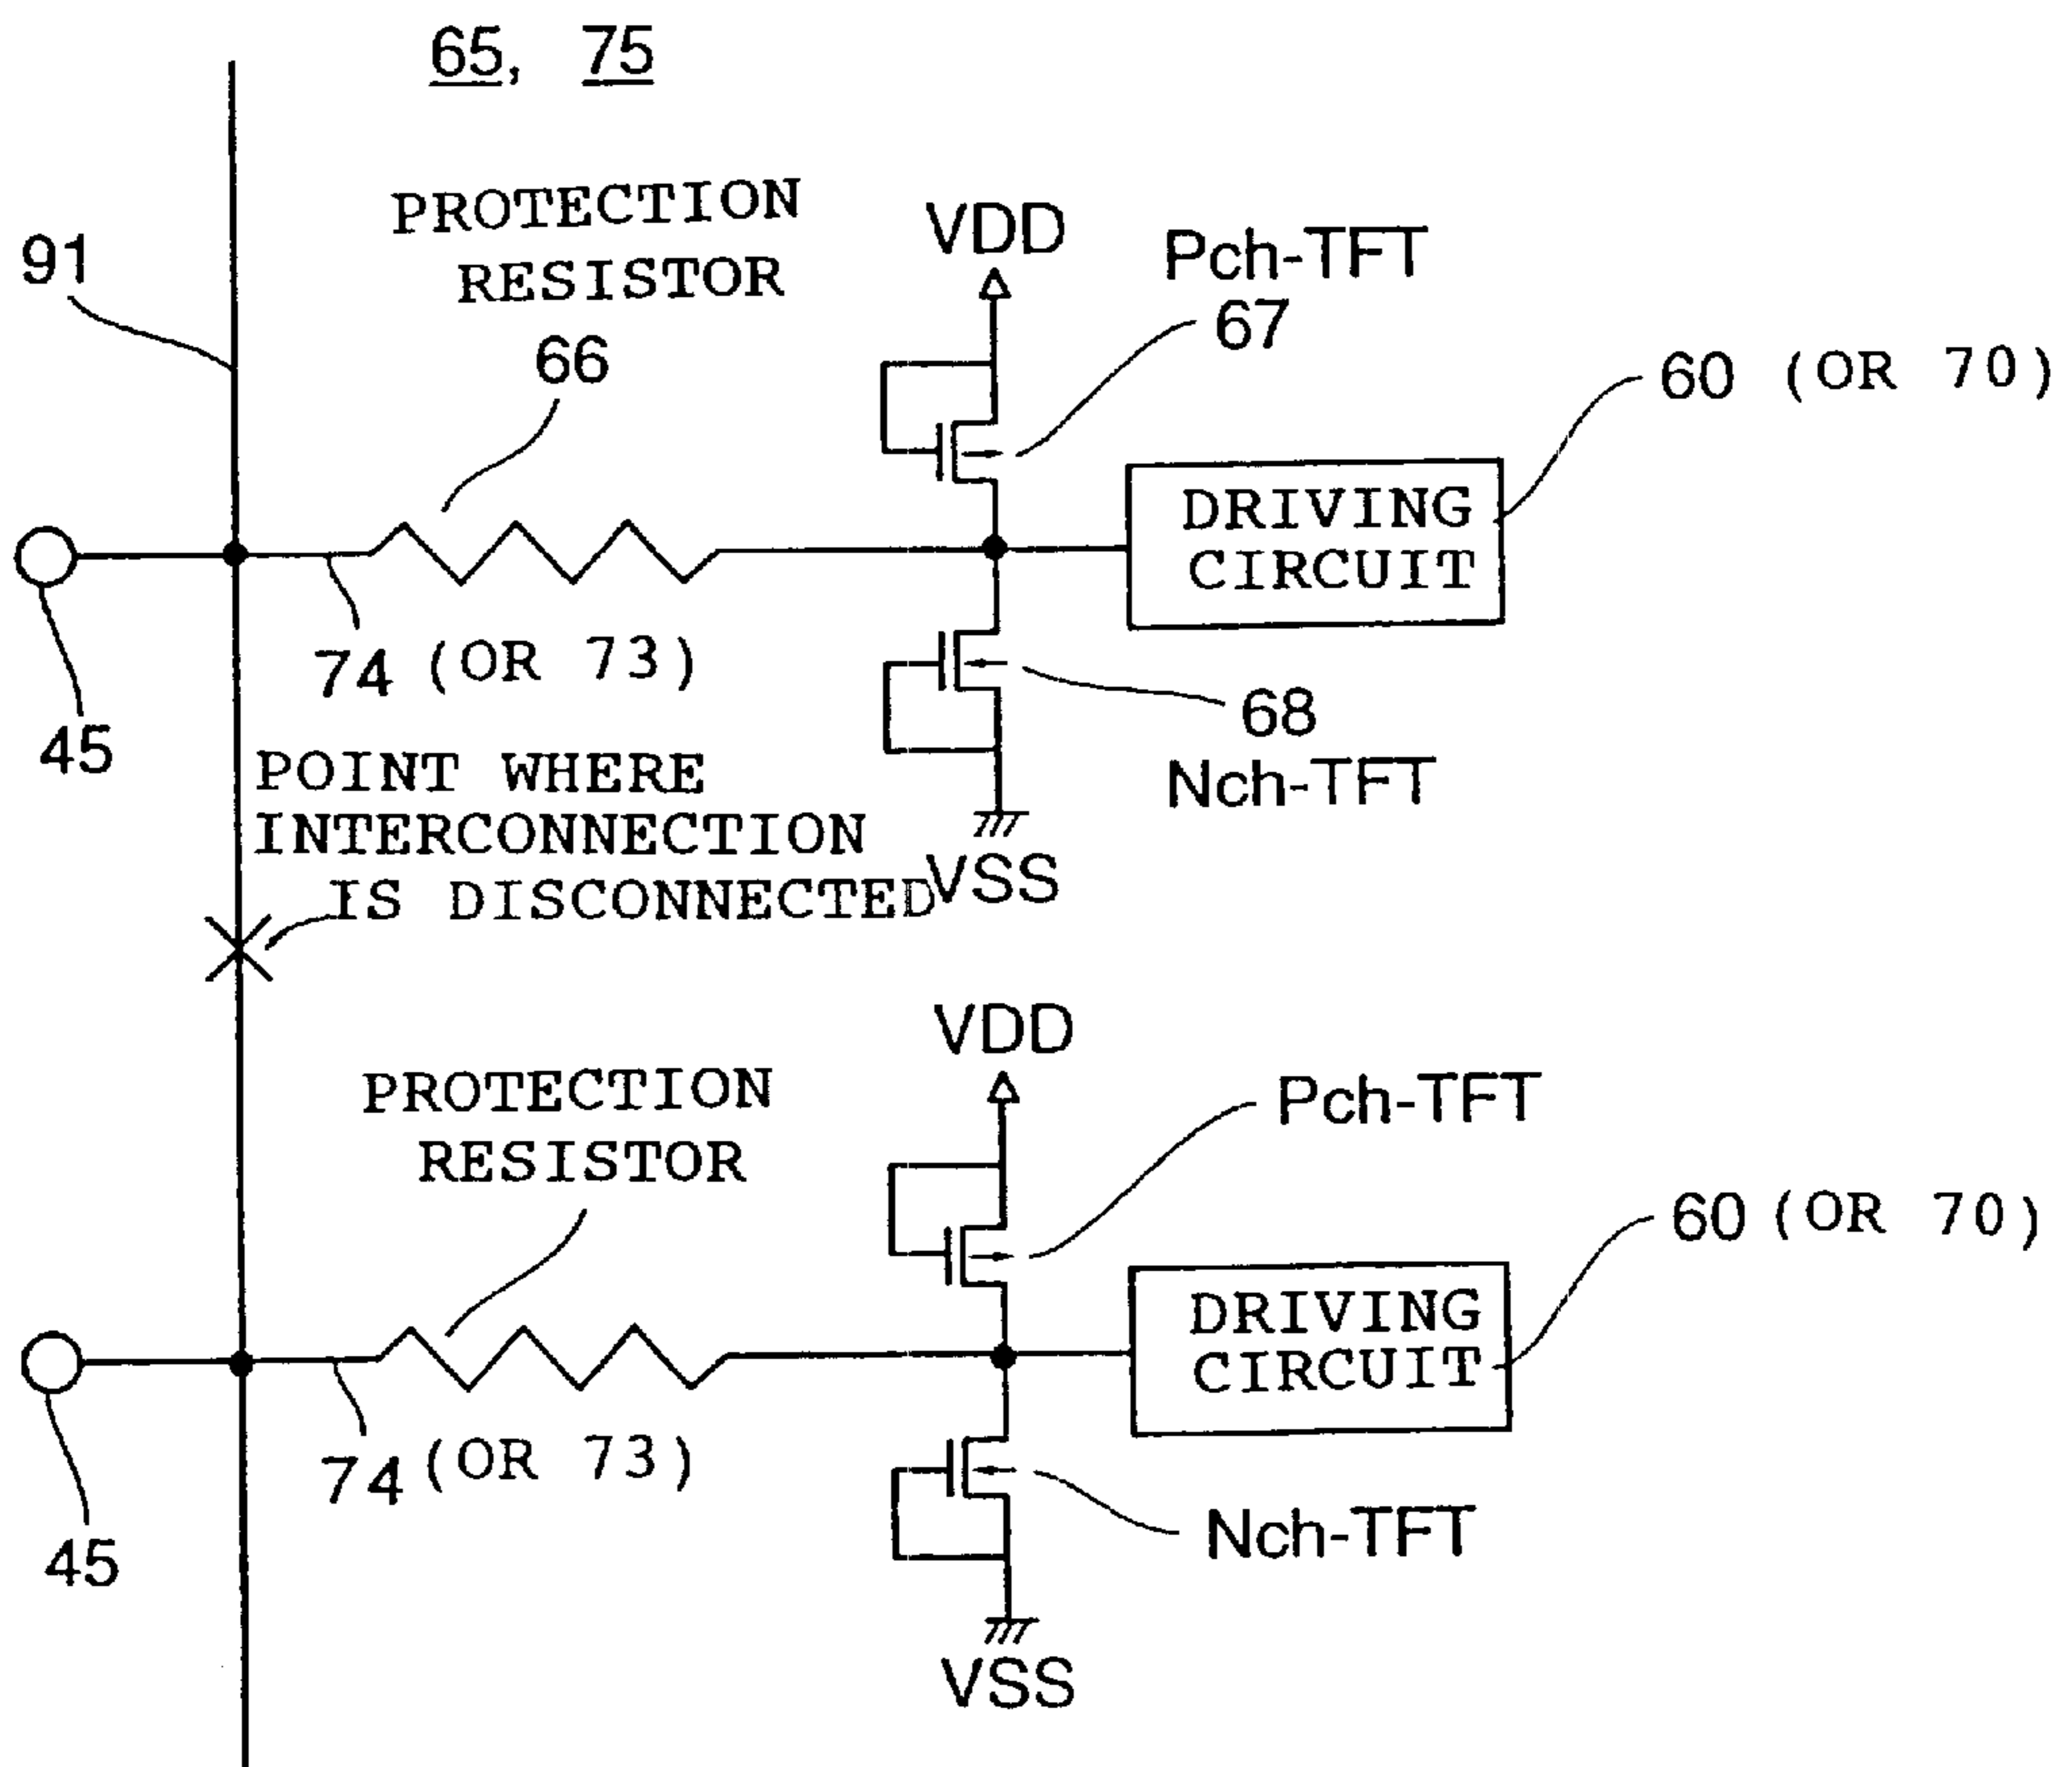 65, 75
PROTECTION
RESISTOR
66
91
VDD
Pch-TFT
67
60 (OR 70)
DRIVING
CIRCUIT
74 (OR 73)
45
68
Nch-TFT
POINT WHERE
INTERCONNECTION
IS DISCONNECTED
VSS
VDD
PROTECTION
RESISTOR
Pch-TFT
60 (OR 70)
DRIVING
CIRCUIT
74 (OR 73)
45
Nch-TFT
VSS